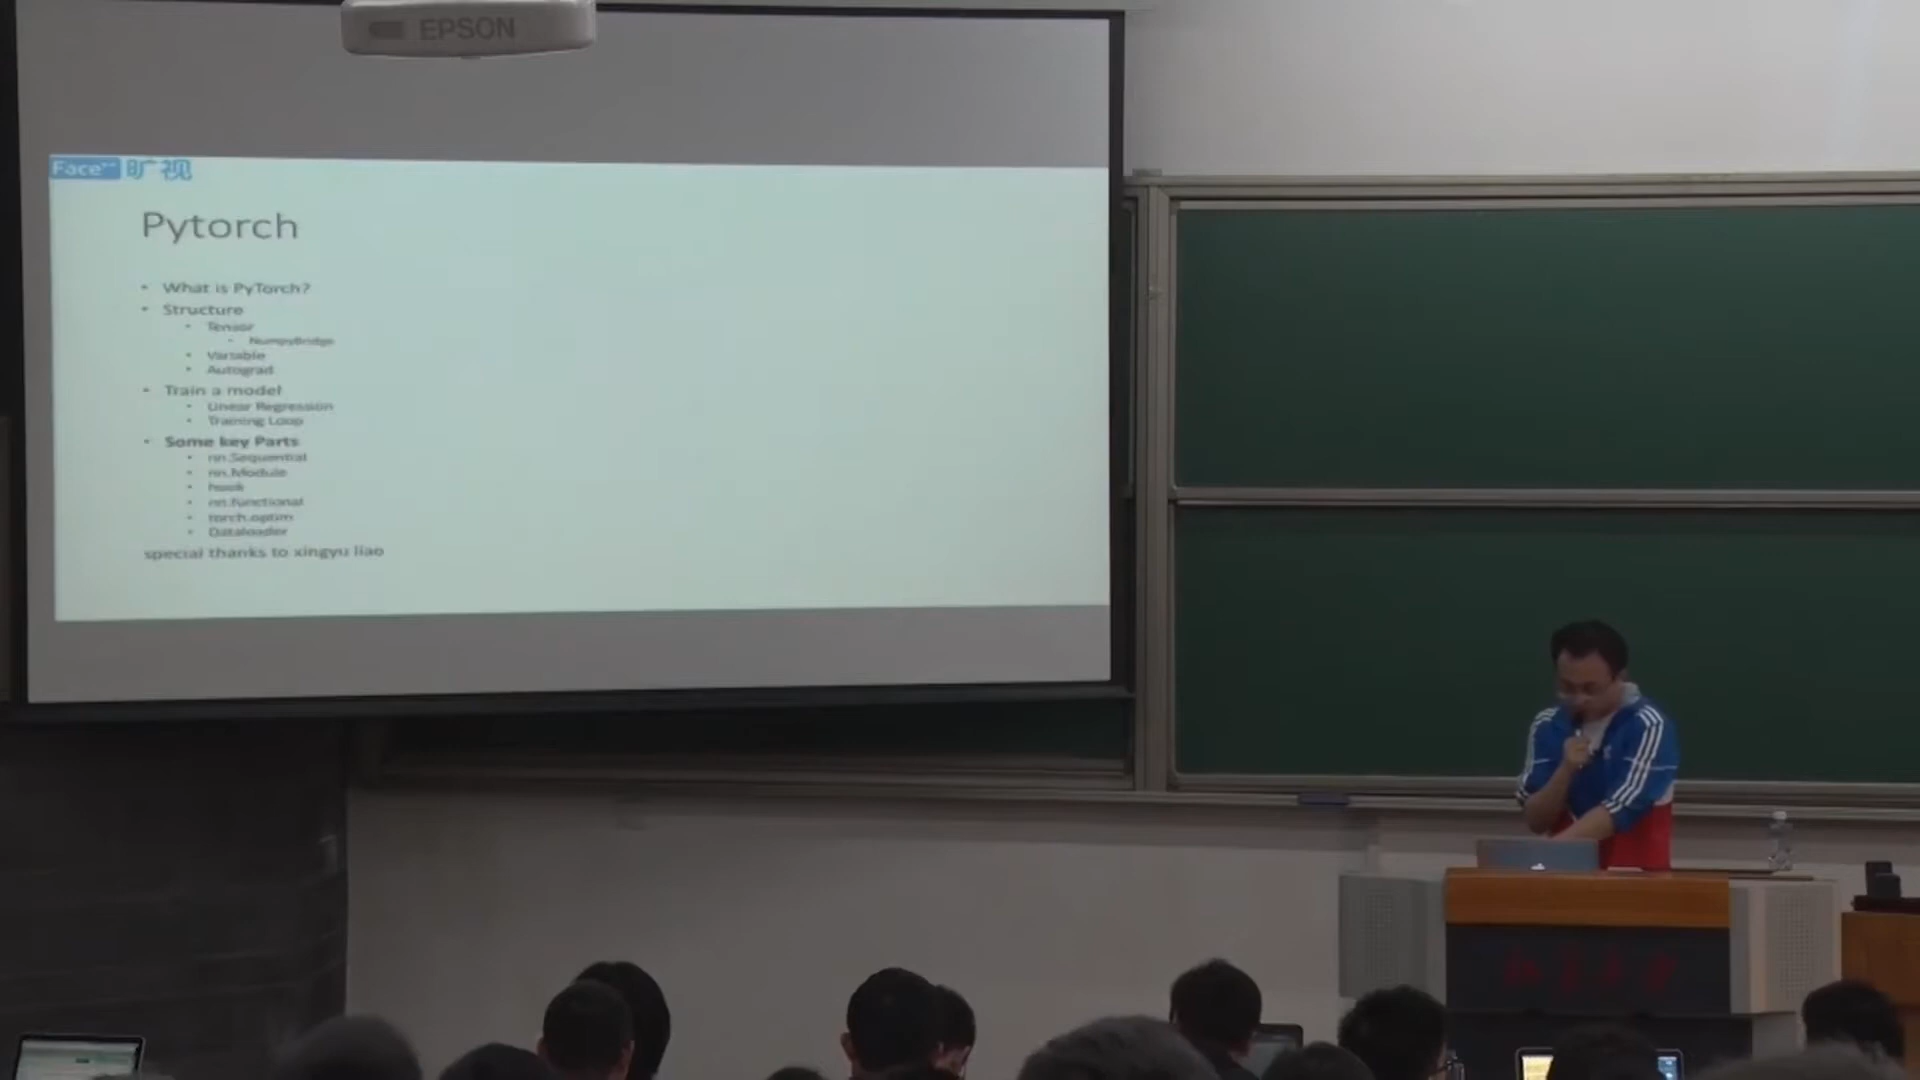 EPSON
Face++ 旷视
Pytorch
• What is PyTorch?
• Structure
• Tensor
• NumpyBridge
• Variable
• Autograd
• Train a model
• Linear Regression
• Training Loop
• Some key Parts
• nn.Sequential
• nn.Module
• hook
• nn.functional
• torch.optim
• Dataloader
special thanks to xingyu liao